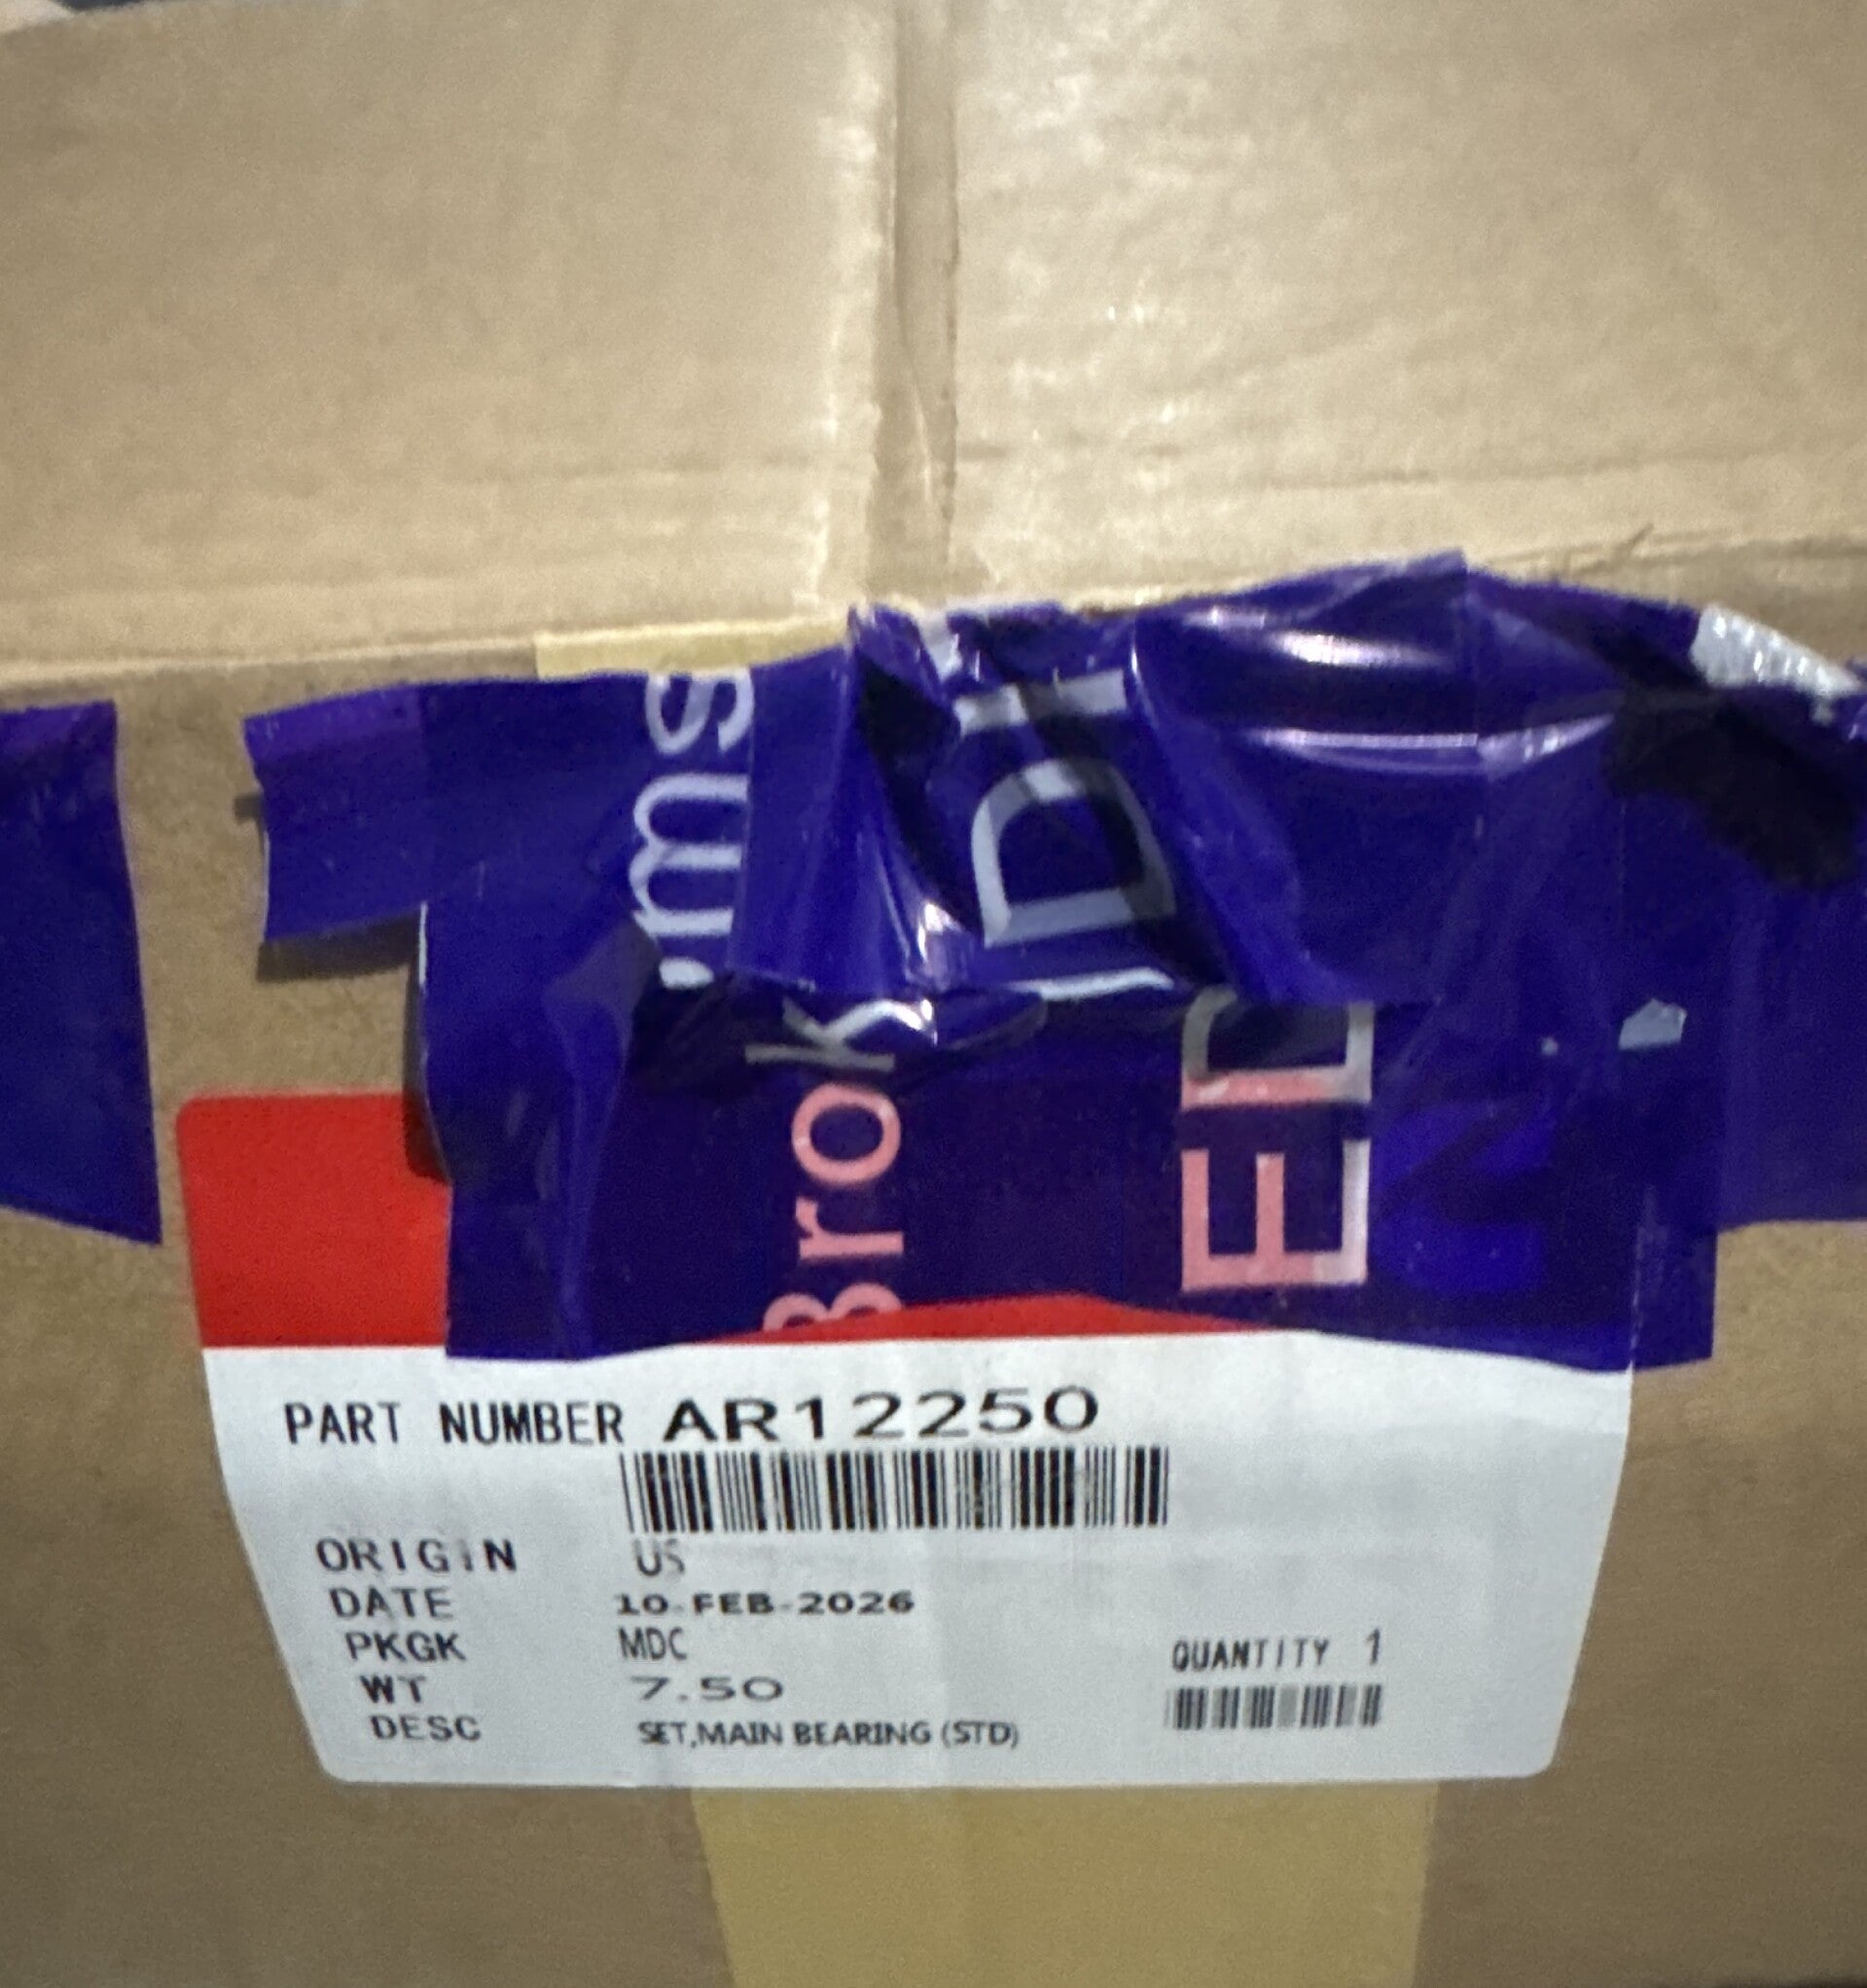 PART NUMBER AR12250
ORIGIN US
DATE 10-FEB-2026
PKGK MDC
WT 7.50
DESC SET,MAIN BEARING (STD)
QUANTITY 1